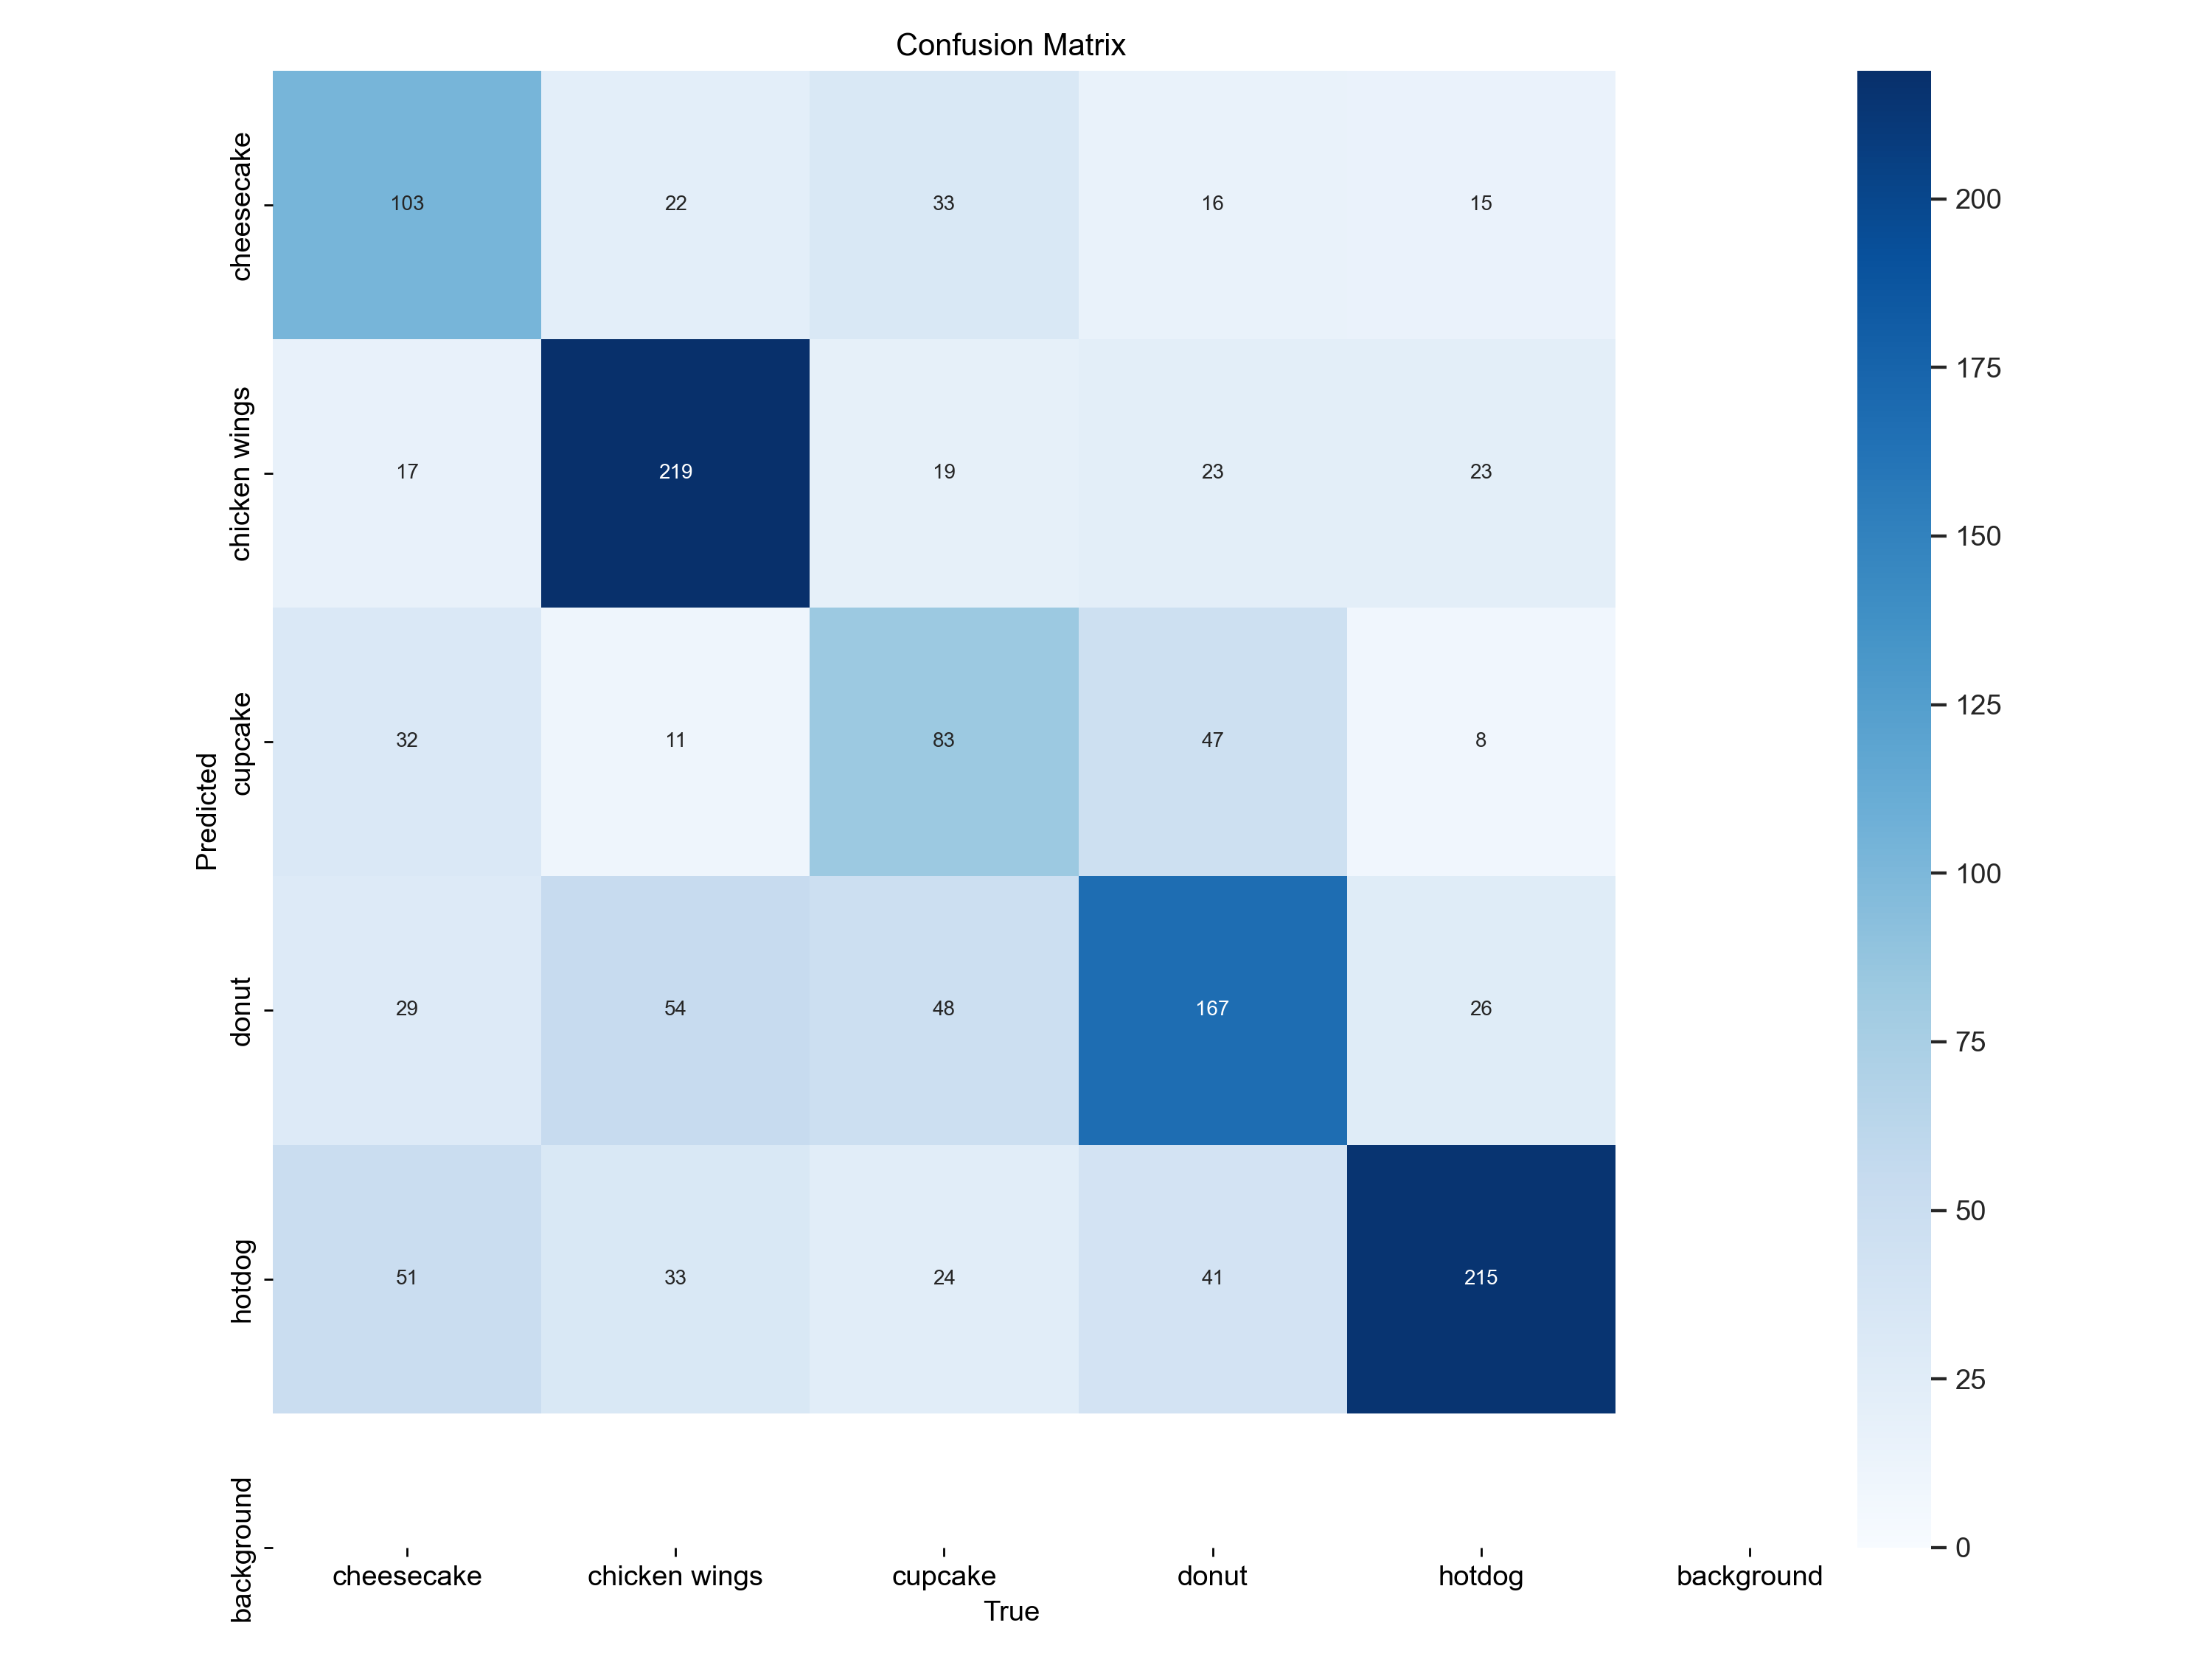 Confusion Matrix
cheesecake
103 22 33 16 15
chicken wings
17 219 19 23 23
cupcake
32 11 83 47 8
donut
29 54 48 167 26
hotdog
51 33 24 41 215
background
Predicted
cheesecake chicken wings cupcake donut hotdog background
True
200
175
150
125
100
75
50
25
0